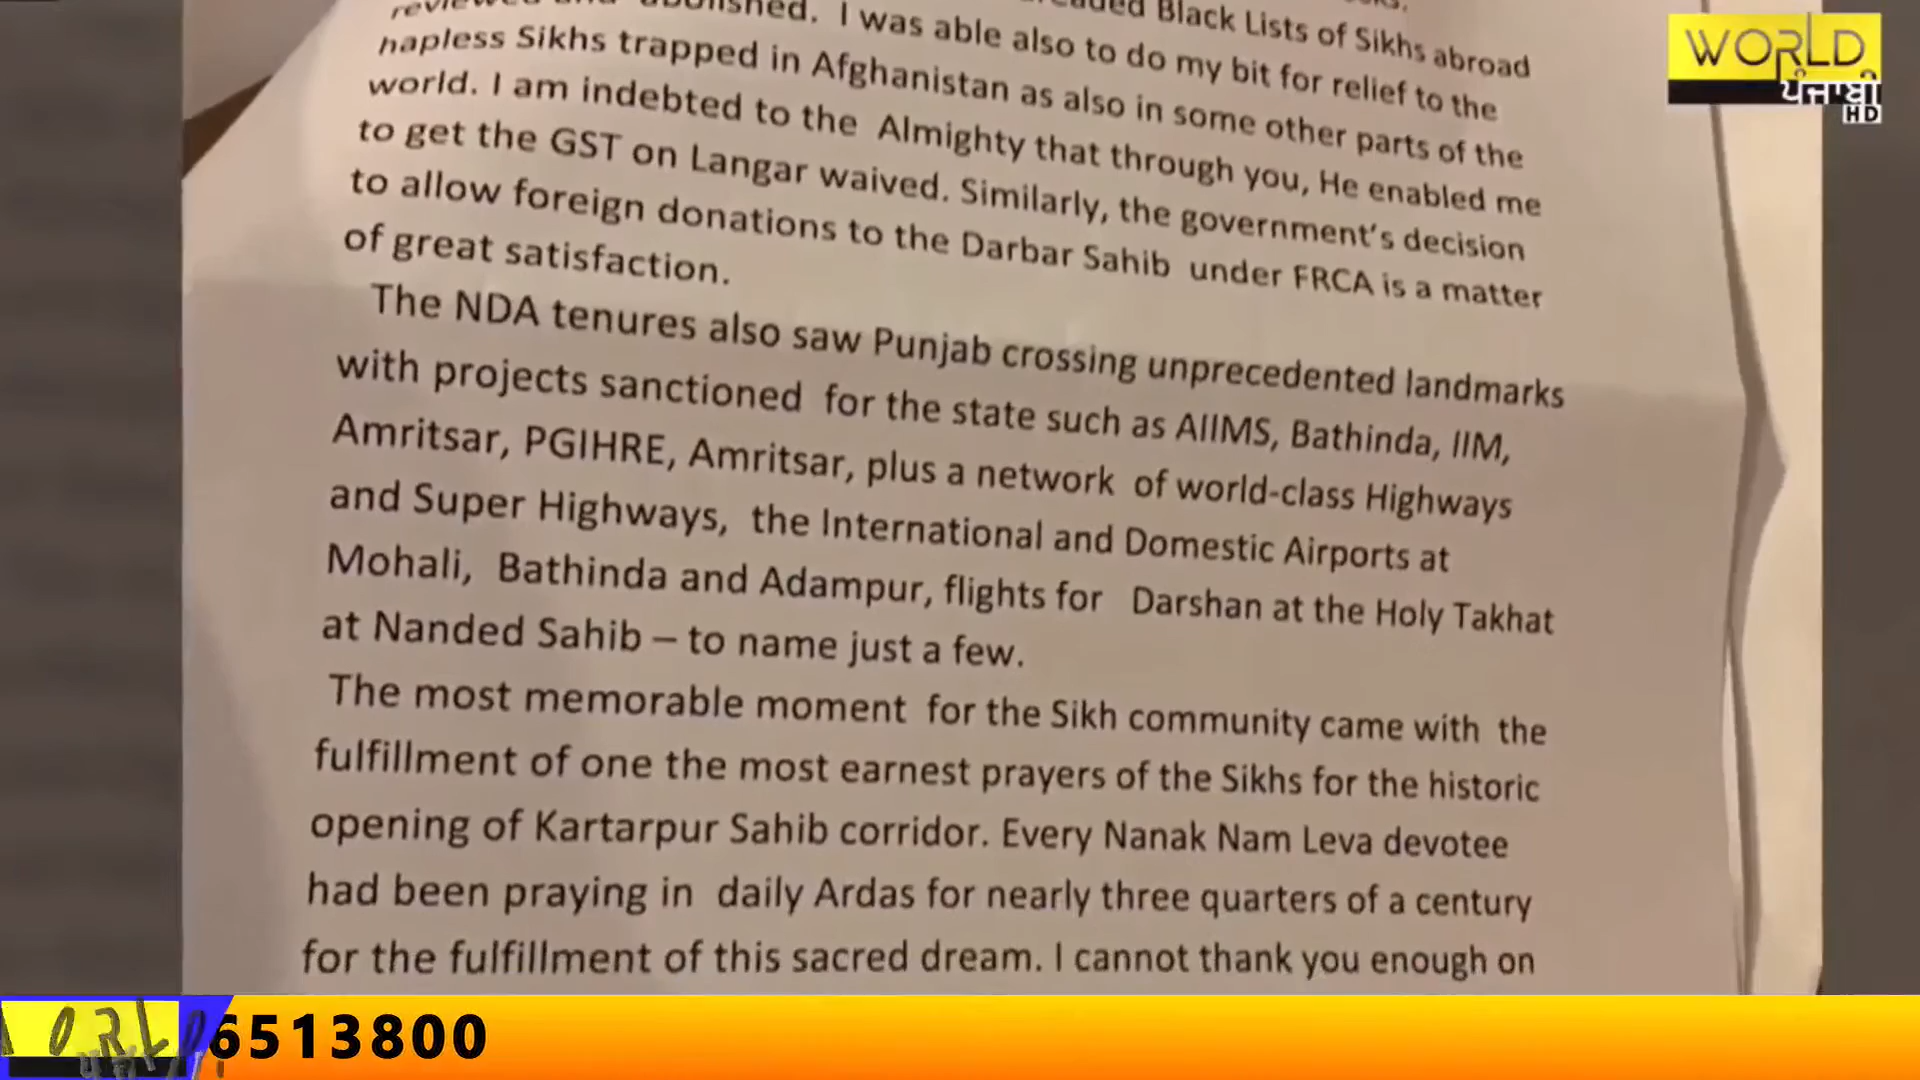 Black Lists of Sikhs abroad
reviewed and abolished. I was able also to do my bit for relief to the
hapless Sikhs trapped in Afghanistan as also in some other parts of the
world. I am indebted to the Almighty that through you, He enabled me
to get the GST on Langar waived. Similarly, the government's decision
to allow foreign donations to the Darbar Sahib under FRCA is a matter
of great satisfaction.
The NDA tenures also saw Punjab crossing unprecedented landmarks
with projects sanctioned for the state such as AIIMS, Bathinda, IIM,
Amritsar, PGIHRE, Amritsar, plus a network of world-class Highways
and Super Highways, the International and Domestic Airports at
Mohali, Bathinda and Adampur, flights for Darshan at the Holy Takhat
at Nanded Sahib – to name just a few.
The most memorable moment for the Sikh community came with the
fulfillment of one the most earnest prayers of the Sikhs for the historic
opening of Kartarpur Sahib corridor. Every Nanak Nam Leva devotee
had been praying in daily Ardas for nearly three quarters of a century
for the fulfillment of this sacred dream. I cannot thank you enough on
WORLD
ਪੰਜਾਬੀ
HD
WORLD
6513800